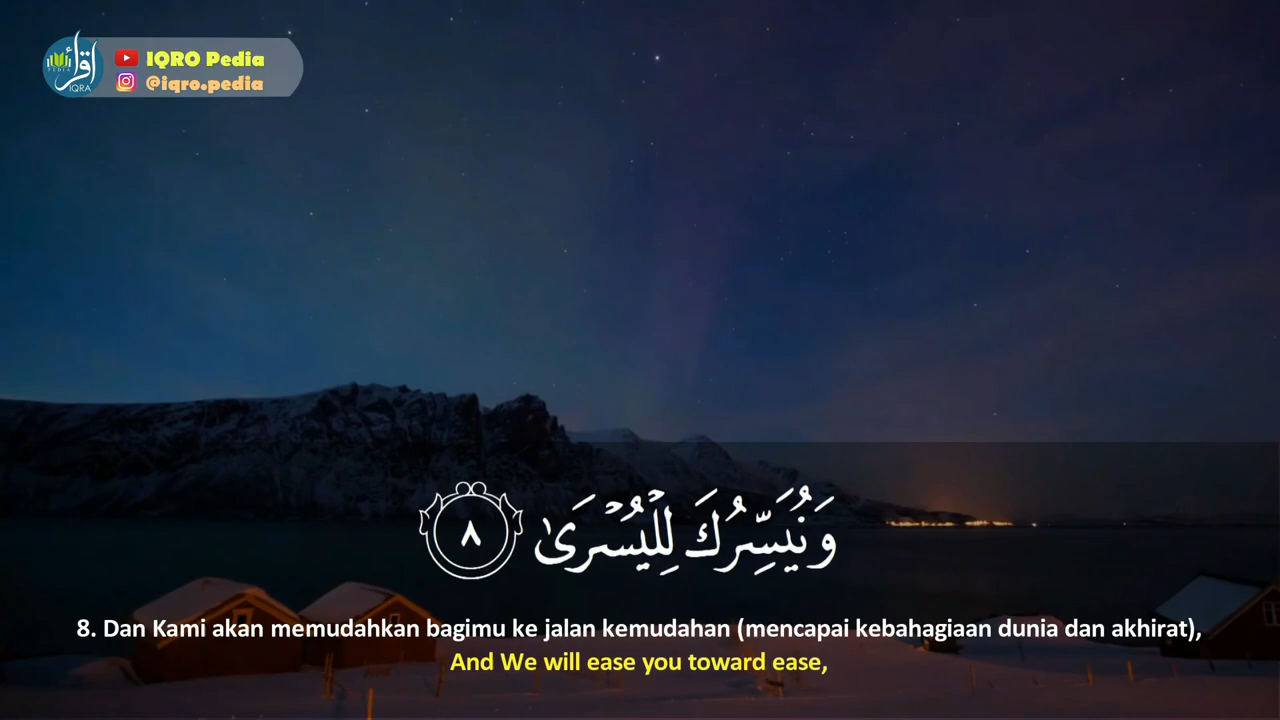 اقرأ
PEDIA
IQRA
IQRO Pedia
@iqro.pedia
وَنُيَسِّرُكَ لِلْيُسْرَىٰ ٨
8. Dan Kami akan memudahkan bagimu ke jalan kemudahan (mencapai kebahagiaan dunia dan akhirat),
And We will ease you toward ease,